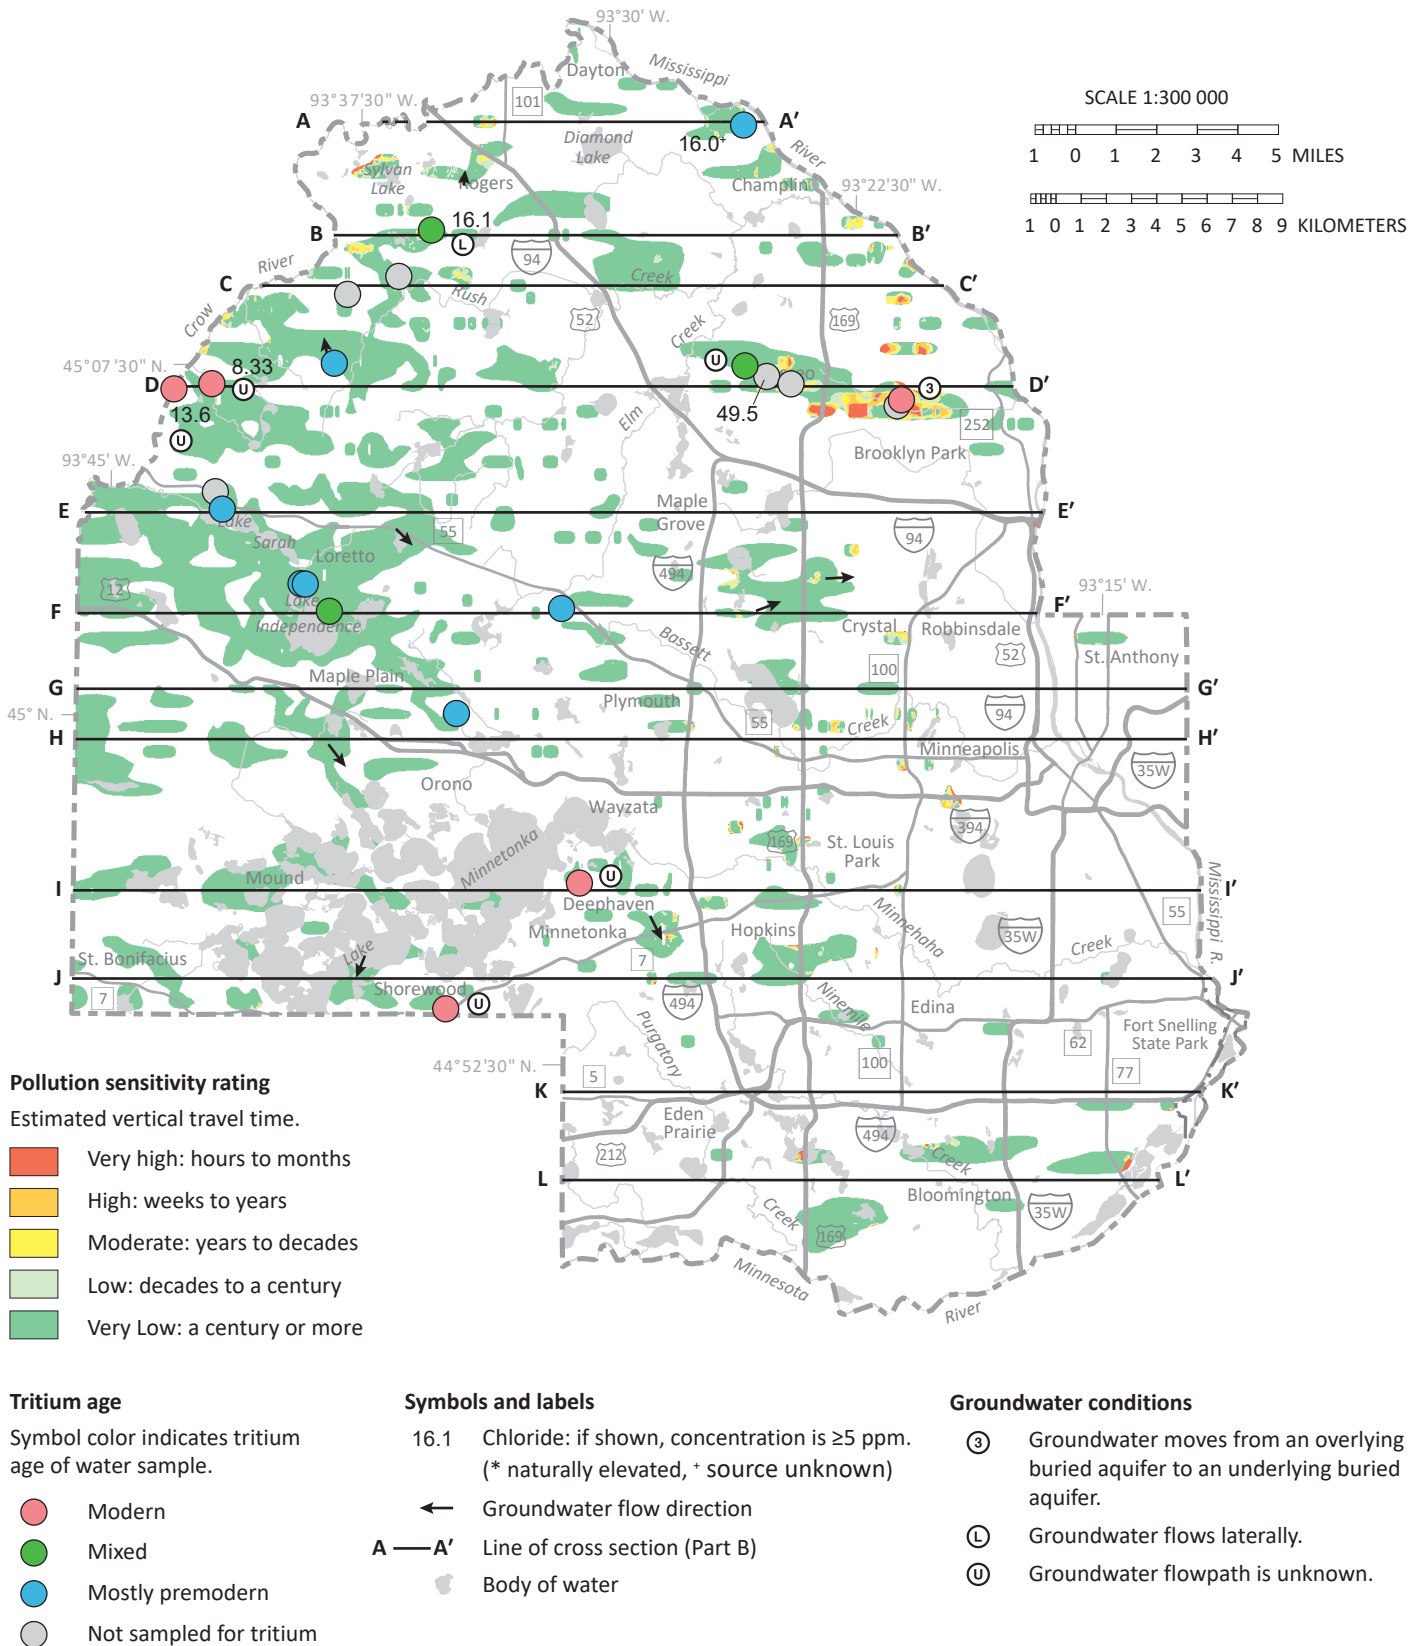 93°30' W.
Mississippi
Dayton
SCALE 1:300 000
93°37'30" W.
101
A
A'
1 0 1 2 3 4 5 MILES
Diamond
Lake
16.0+
River
Sylvan
Lake
Rogers
Champlin
93°22'30" W.
1 0 1 2 3 4 5 6 7 8 9 KILOMETERS
16.1
B
L
B'
94
River
Creek
C
Rush
C'
Crow
52
169
Creek
45°07'30" N.
8.33
U
D
U
3
D'
13.6
49.5
Elm
U
252
93°45' W.
Brooklyn Park
E
Lake
Sarah
Maple
Grove
E'
55
94
Loretto
494
12
Lake
93°15' W.
F
Independence
F'
Bassett
Crystal
Robbinsdale
52
St. Anthony
100
Maple Plain
G
Plymouth
G'
45° N.
55
Creek
94
H
Minneapolis
H'
35W
Orono
Wayzata
394
169
St. Louis
Park
Minnetonka
Mound
U
I
I'
Deephaven
Mississippi R.
55
Minnetonka
Hopkins
Minnehaha
35W
Creek
St. Bonifacius
Lake
7
J
J'
7
Shorewood
U
494
Ninemile
Edina
Purgatory
Fort Snelling
State Park
62
44°52'30" N.
5
100
77
K
K'
Eden
Prairie
494
212
Creek
L
L'
Bloomington
Creek
35W
169
Minnesota
River
Pollution sensitivity rating
Estimated vertical travel time.
Very high: hours to months
High: weeks to years
Moderate: years to decades
Low: decades to a century
Very Low: a century or more
Tritium age
Symbol color indicates tritium
age of water sample.
Modern
Mixed
Mostly premodern
Not sampled for tritium
Symbols and labels
16.1 Chloride: if shown, concentration is ≥5 ppm.
(* naturally elevated, + source unknown)
Groundwater flow direction
A — A' Line of cross section (Part B)
Body of water
Groundwater conditions
3 Groundwater moves from an overlying
buried aquifer to an underlying buried
aquifer.
L Groundwater flows laterally.
U Groundwater flowpath is unknown.